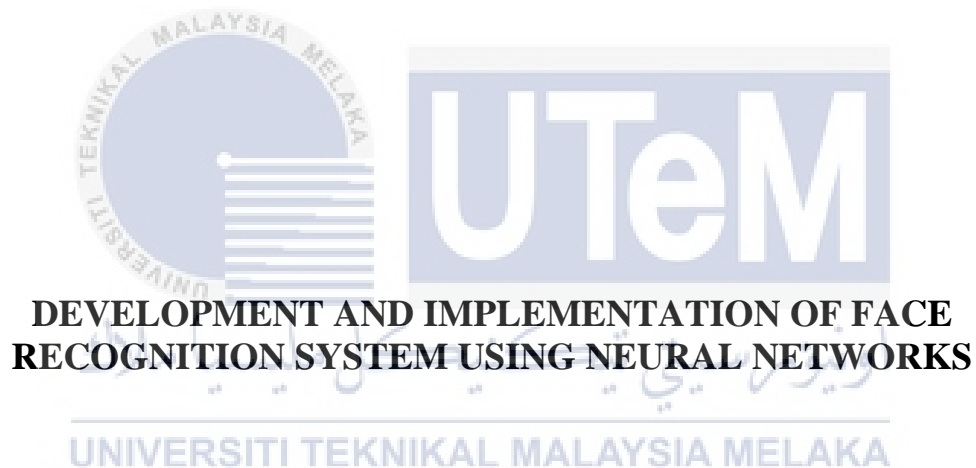 UNIVERSITI TEKNIKAL MALAYSIA MELAKA
UTeM
DEVELOPMENT AND IMPLEMENTATION OF FACE
RECOGNITION SYSTEM USING NEURAL NETWORKS
UNIVERSITI TEKNIKAL MALAYSIA MELAKA